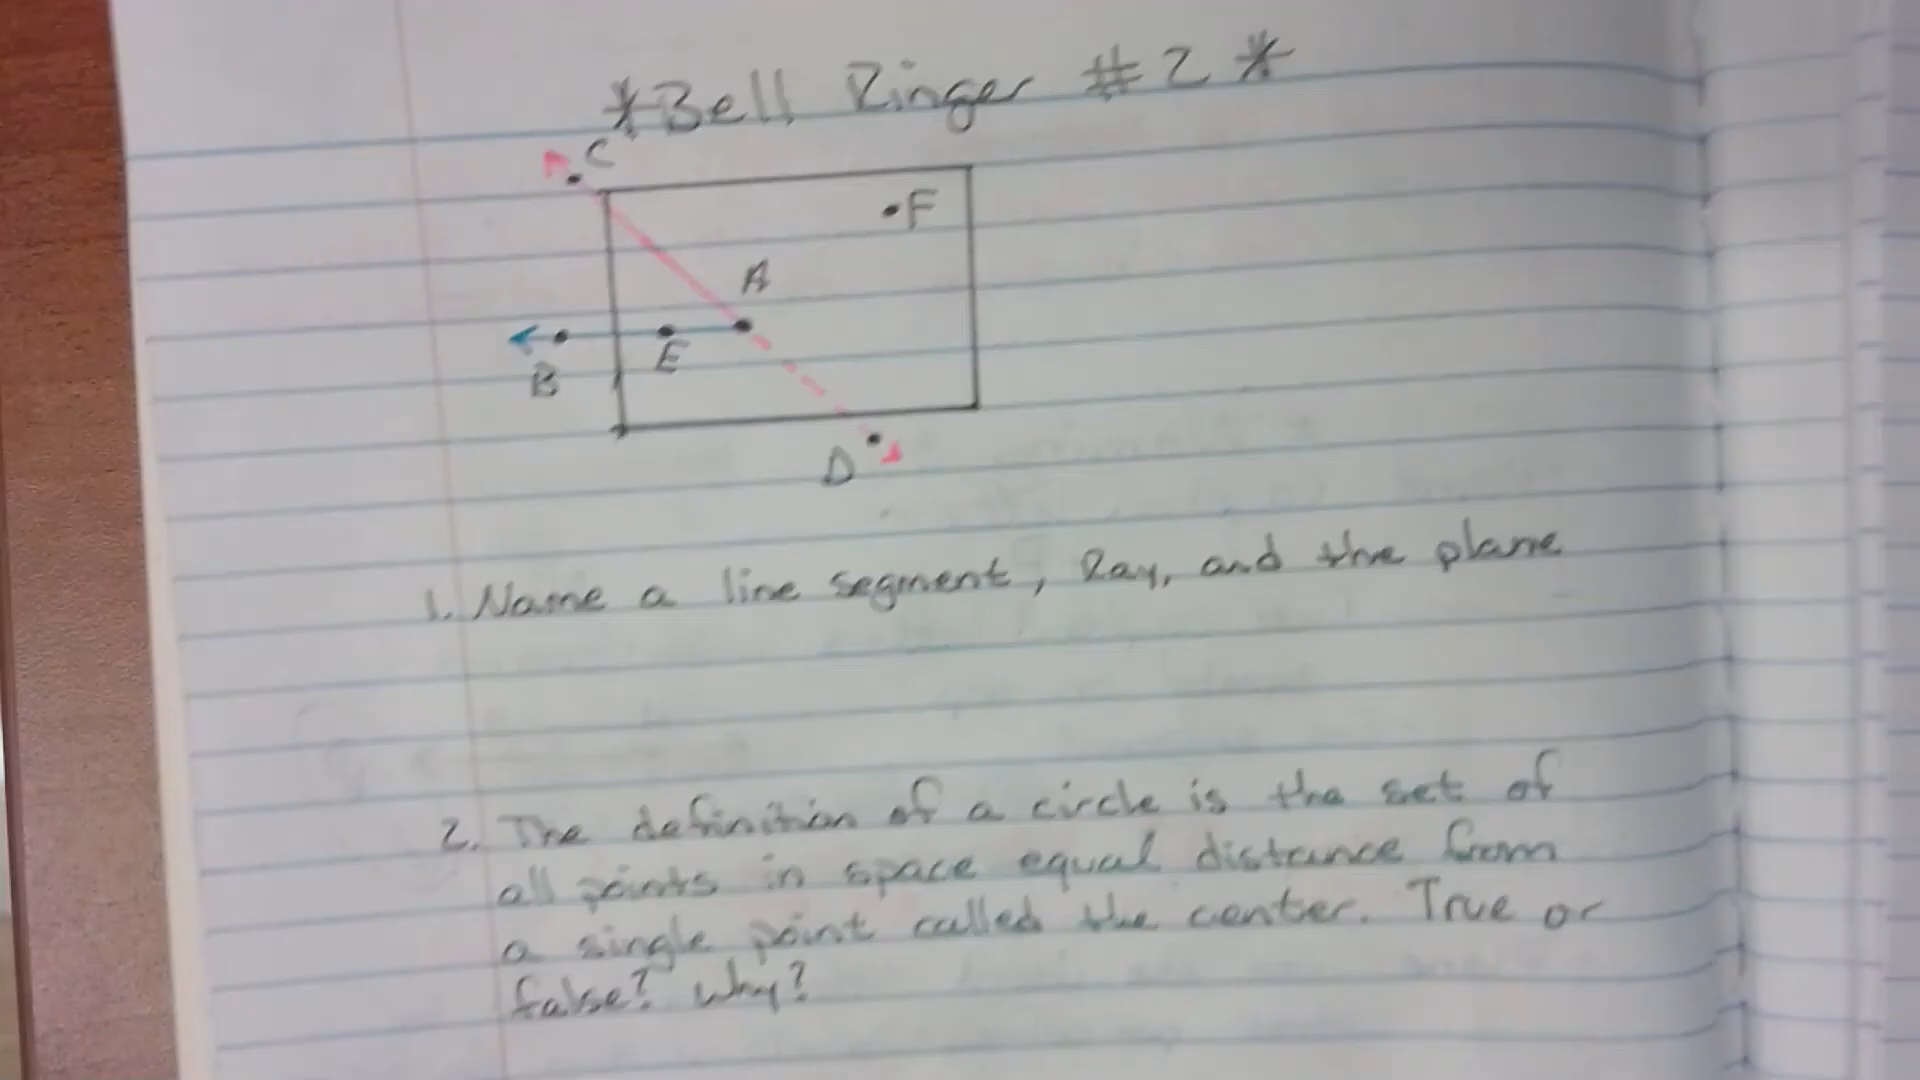 *Bell Ringer #2*
C
F
A
E
B
D
1. Name a line segment, Ray, and the plane
2. The definition of a circle is the set of
all points in space equal distance from
a single point called the center. True or
false? Why?